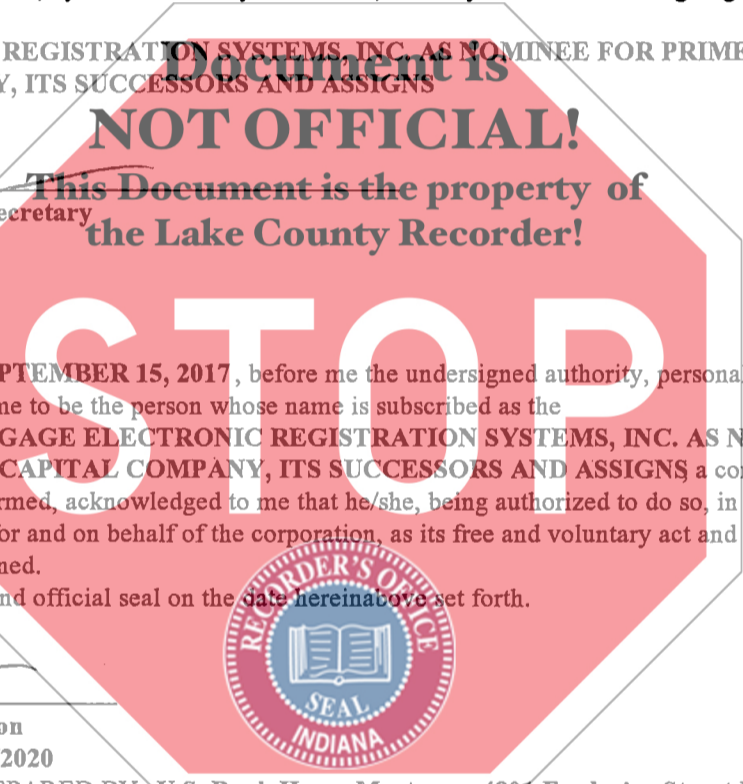 REGISTRATION SYSTEMS, INC. AS NOMINEE FOR PRIME
Y, ITS SUCCESSORS AND ASSIGNS
Document is
NOT OFFICIAL!
This Document is the property of
ecretary
the Lake County Recorder!
STOP
PTEMBER 15, 2017, before me the undersigned authority, persona
me to be the person whose name is subscribed as the
GAGE ELECTRONIC REGISTRATION SYSTEMS, INC. AS N
CAPITAL COMPANY, ITS SUCCESSORS AND ASSIGNS a co
rmed, acknowledged to me that he/she, being authorized to do so, in
or and on behalf of the corporation, as its free and voluntary act and
ned.
nd official seal on the date hereinabove set forth.
RECORDER'S OFFICE
SEAL
INDIANA
on
2020